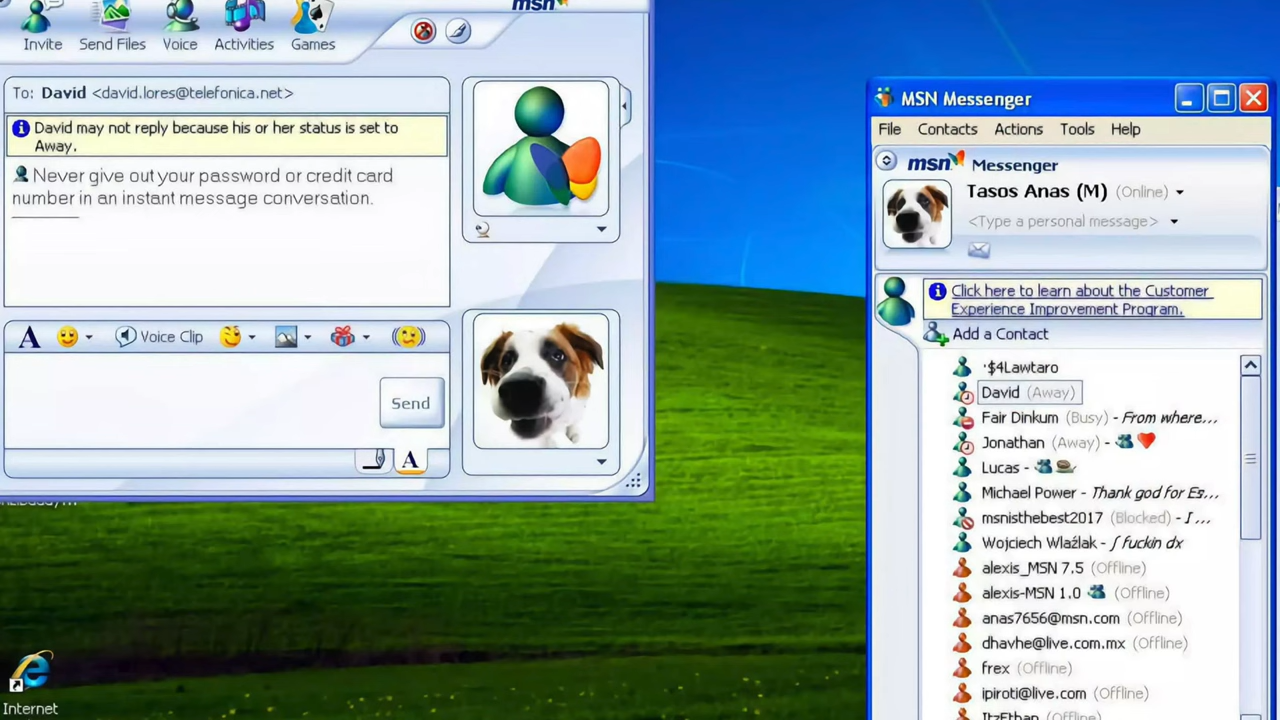 msn
Invite
Send Files
Voice
Activities
Games
To: David <david.lores@telefonica.net>
David may not reply because his or her status is set to
Away.
Never give out your password or credit card
number in an instant message conversation.
A
Voice Clip
Send
A
Internet
MSN Messenger
File
Contacts
Actions
Tools
Help
msn Messenger
Tasos Anas (M) (Online)
<Type a personal message>
Click here to learn about the Customer
Experience Improvement Program.
Add a Contact
'$4Lawtaro
David (Away)
Fair Dinkum (Busy) - From where...
Jonathan (Away) -
Lucas -
Michael Power - Thank god for Es...
msnisthebest2017 (Blocked) - I ...
Wojciech Wlaźlak - ∫ fuckin dx
alexis_MSN 7.5 (Offline)
alexis-MSN 1.0 (Offline)
anas7656@msn.com (Offline)
dhavhe@live.com.mx (Offline)
frex (Offline)
ipiroti@live.com (Offline)
ItzEthan (Offline)